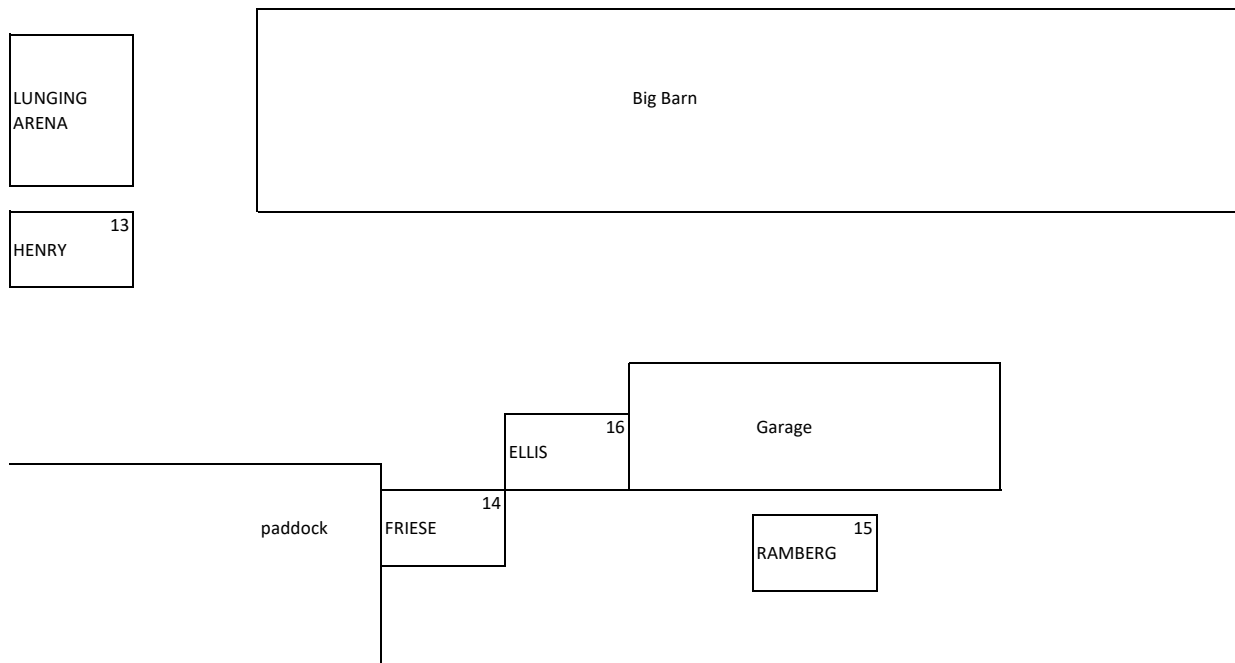 LUNGING
ARENA
Big Barn
13
HENRY
16
Garage
ELLIS
14
paddock
FRIESE
15
RAMBERG